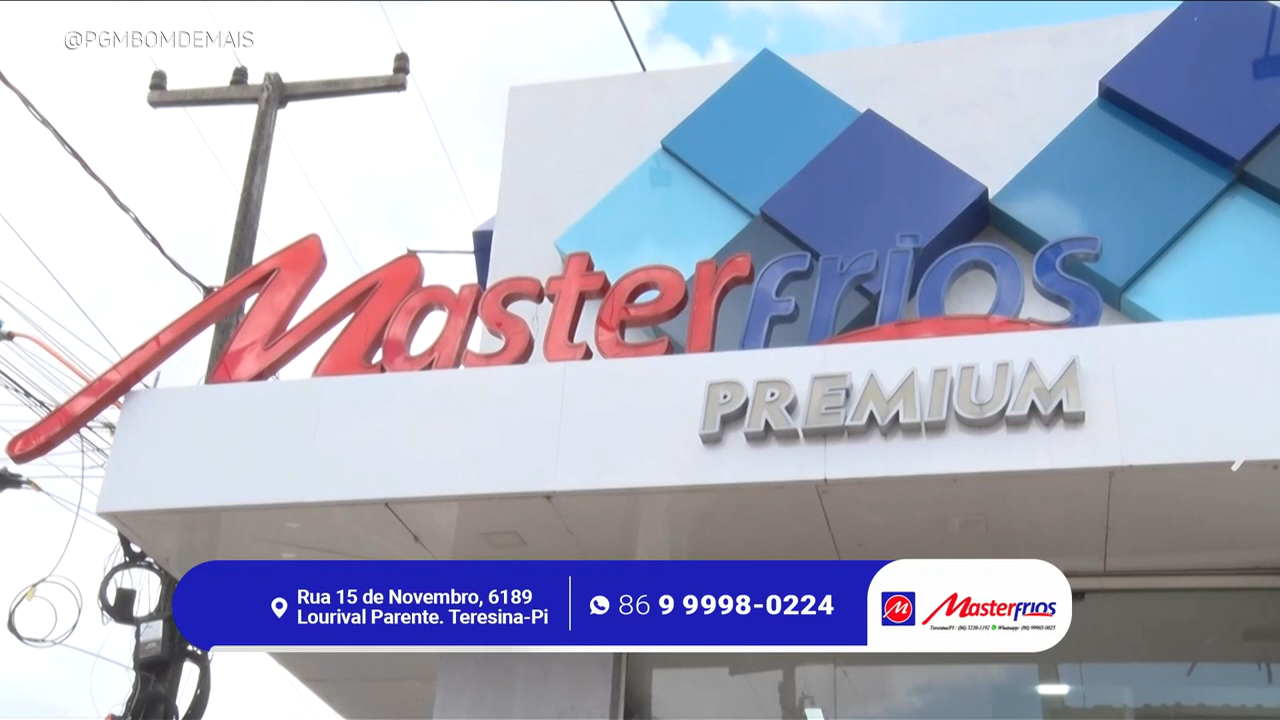 @PGMBOMDEMAIS
Masterfrios
PREMIUM
Rua 15 de Novembro, 6189
Lourival Parente. Teresina-Pi
86 9 9998-0224
Masterfrios